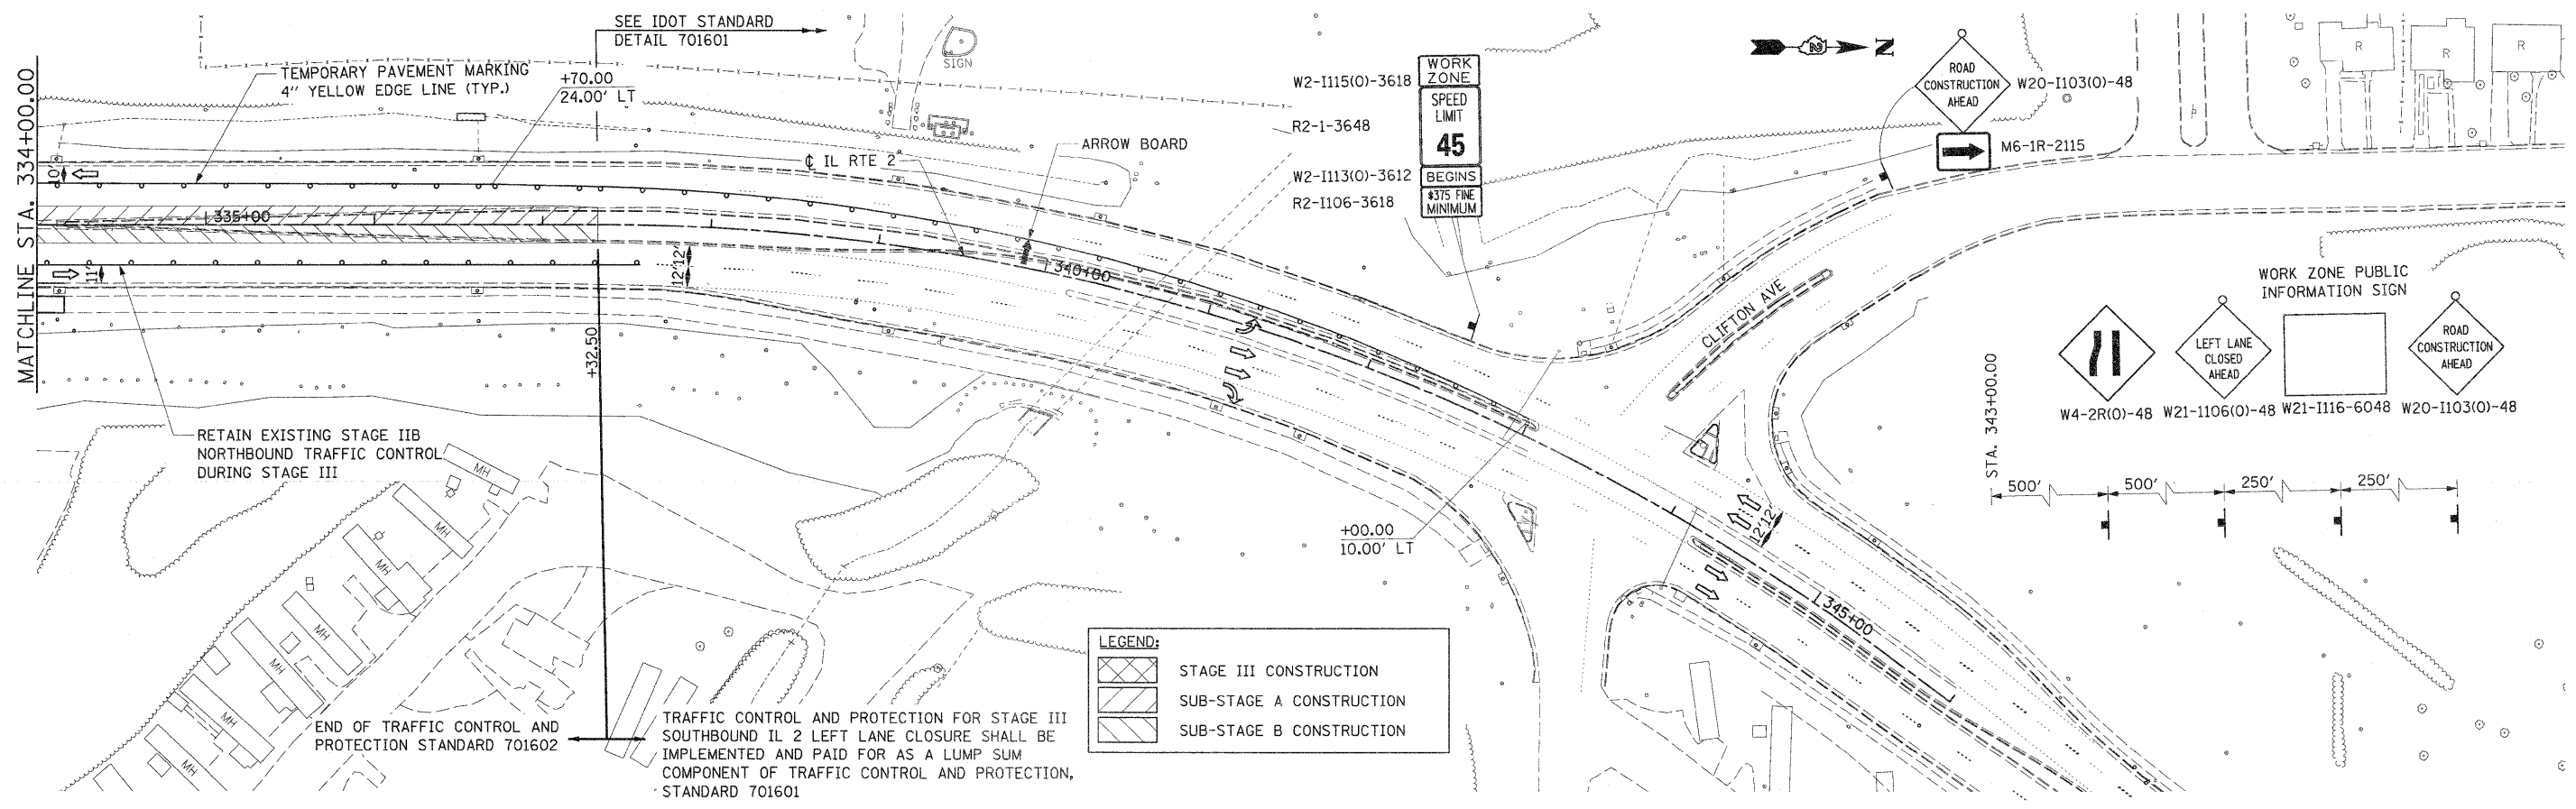 SEE IDOT STANDARD
DETAIL 701601
MATCHLINE STA. 334+00.00
TEMPORARY PAVEMENT MARKING
4" YELLOW EDGE LINE (TYP.)
+70.00
24.00' LT
SIGN
℄ IL RTE 2
ARROW BOARD
W2-I115(O)-3618
R2-1-3648
W2-I113(O)-3612
R2-I106-3618
WORK
ZONE
SPEED
LIMIT
45
BEGINS
$375 FINE
MINIMUM
2
N
ROAD
CONSTRUCTION
AHEAD
W20-I103(O)-48
M6-1R-2115
R
R
R
10'
335+00
11'
12'
12'
340+00
+32.50
CLIFTON AVE
WORK ZONE PUBLIC
INFORMATION SIGN
LEFT LANE
CLOSED
AHEAD
ROAD
CONSTRUCTION
AHEAD
W4-2R(O)-48
W21-I106(O)-48
W21-I116-6048
W20-I103(O)-48
STA. 343+00.00
500'
500'
250'
250'
RETAIN EXISTING STAGE IIB
NORTHBOUND TRAFFIC CONTROL
DURING STAGE III
MH
MH
MH
MH
MH
MH
MH
+00.00
10.00' LT
12'
12'
345+00
LEGEND:
STAGE III CONSTRUCTION
SUB-STAGE A CONSTRUCTION
SUB-STAGE B CONSTRUCTION
END OF TRAFFIC CONTROL AND
PROTECTION STANDARD 701602
TRAFFIC CONTROL AND PROTECTION FOR STAGE III
SOUTHBOUND IL 2 LEFT LANE CLOSURE SHALL BE
IMPLEMENTED AND PAID FOR AS A LUMP SUM
COMPONENT OF TRAFFIC CONTROL AND PROTECTION,
STANDARD 701601